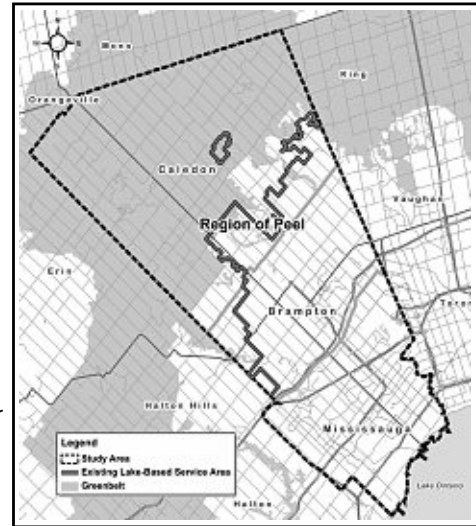 Mono
King
Orangeville
Caledon
Vaughan
Region of Peel
Erin
Brampton
Toro
Halton Hills
Mississauga
Legend
Study Area
Existing Lake-Based Service Area
Greenbelt
Lake Ontario
Halton